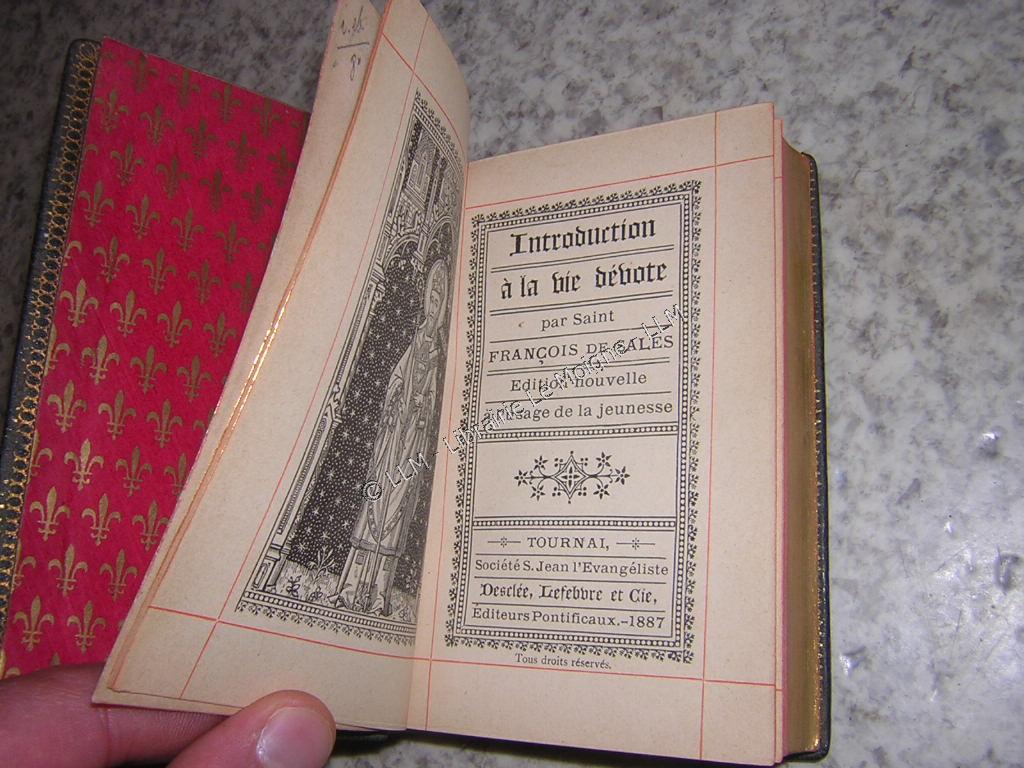 Introduction
à la vie dévote
par Saint
FRANÇOIS DE SALES
Edition nouvelle
à l'usage de la jeunesse
TOURNAI,
Société S. Jean l'Evangéliste
Desclée, Lefebvre et Cie,
Éditeurs Pontificaux.-1887
Tous droits réservés.
© LLM - Librairie Le Moigne - LLM